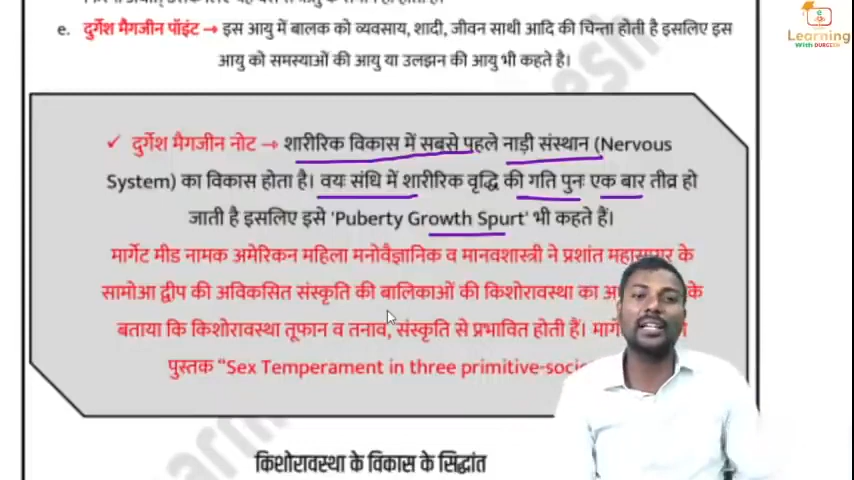 e. दुर्गेश मैगजीन पॉइंट → इस आयु में बालक को व्यवसाय, शादी, जीवन साथी आदि की चिन्ता होती है इसलिए इस
आयु को समस्याओं की आयु या उलझन की आयु भी कहते है।
Learning
With DURGESH
✓ दुर्गेश मैगजीन नोट → शारीरिक विकास में सबसे पहले नाड़ी संस्थान (Nervous
System) का विकास होता है। वयः संधि में शारीरिक वृद्धि की गति पुनः एक बार तीव्र हो
जाती है इसलिए इसे 'Puberty Growth Spurt' भी कहते हैं।
मार्गेट मीड नामक अमेरिकन महिला मनोवैज्ञानिक व मानवशास्त्री ने प्रशांत महासागर के
सामोआ द्वीप की अविकसित संस्कृति की बालिकाओं की किशोरावस्था का के
बताया कि किशोरावस्था तूफान व तनाव, संस्कृति से प्रभावित होती हैं।
पुस्तक “Sex Temperament in three primitive-
किशोरावस्था के विकास के सिद्धांत